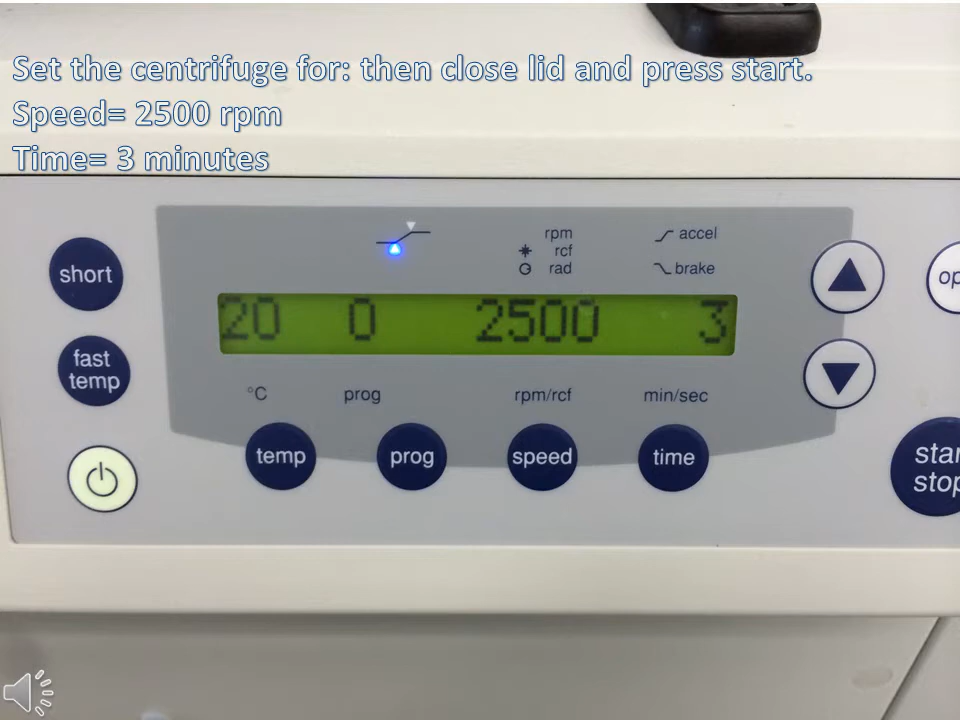 Set the centrifuge for: then close lid and press start.
Speed= 2500 rpm
Time= 3 minutes
rpm
accel
rcf
rad
brake
short
20 0 2500 3
fast
temp
°C prog rpm/rcf min/sec
temp prog speed time
stop